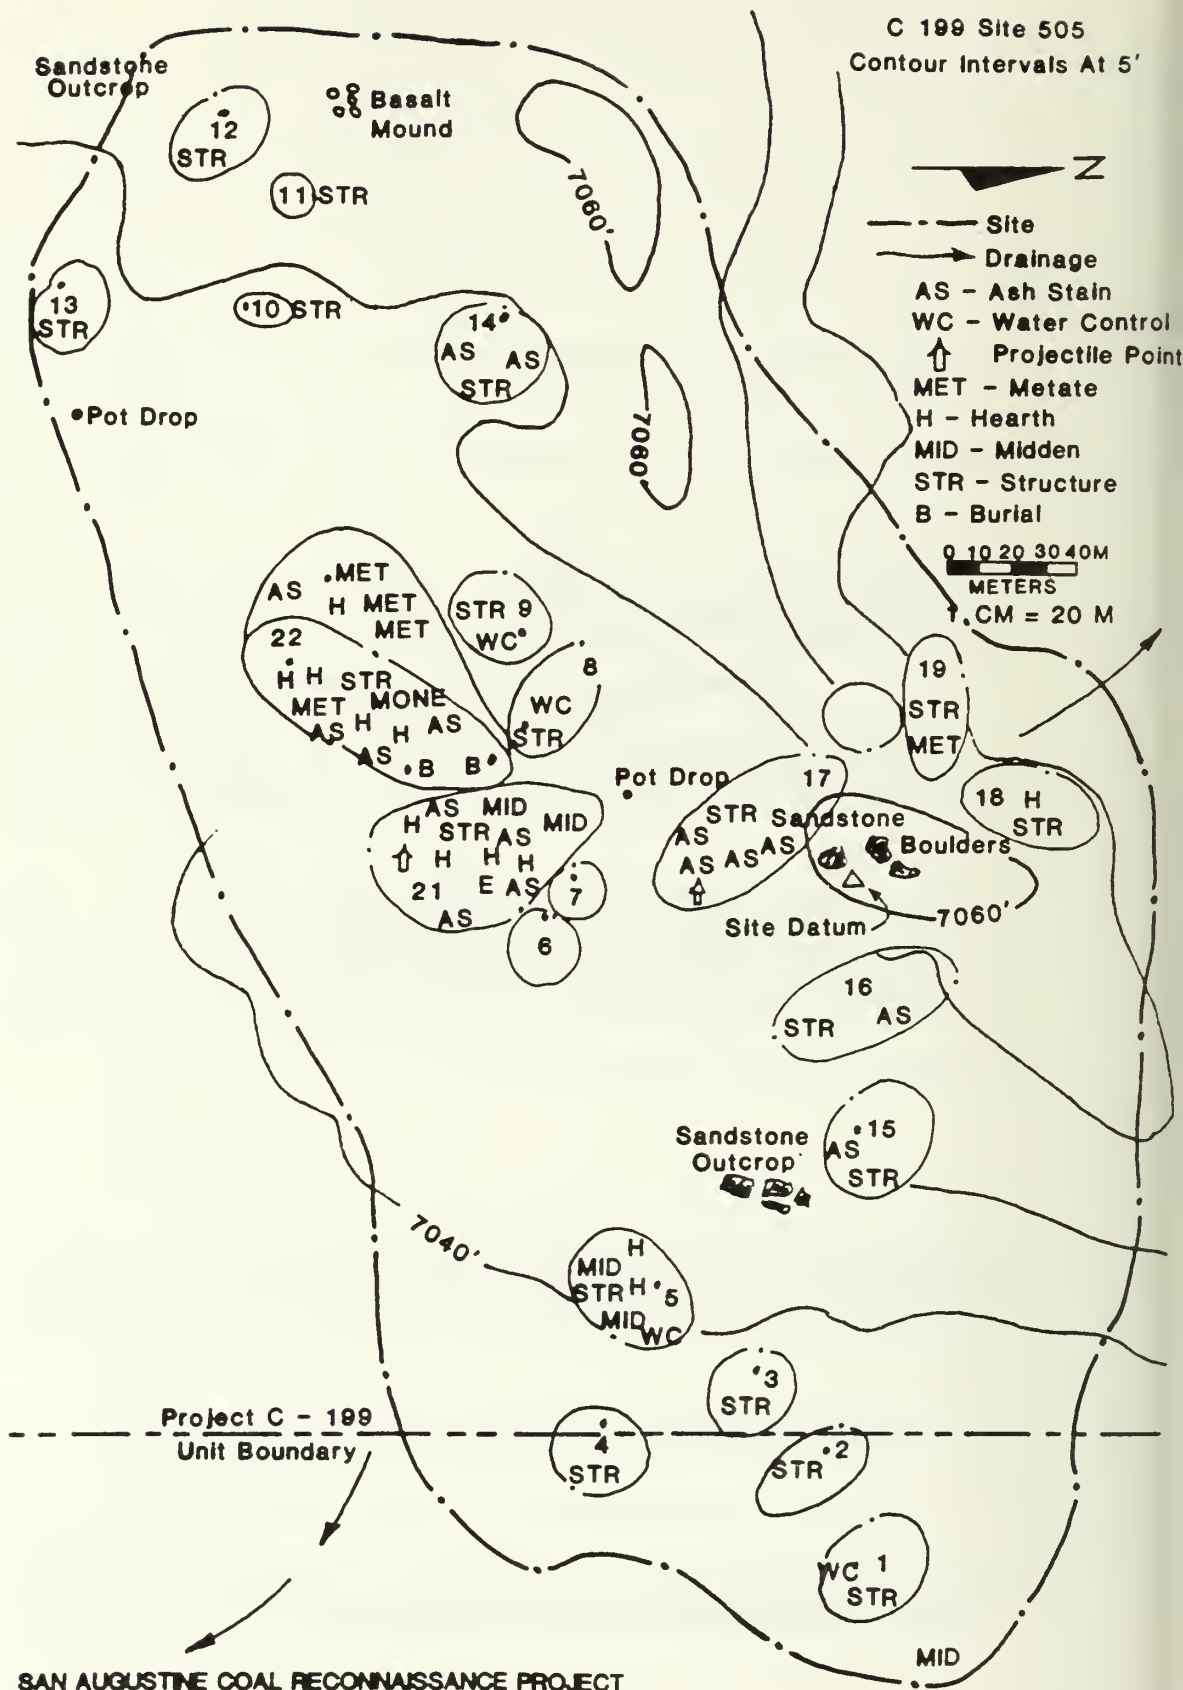 C 199 Site 505
Contour Intervals At 5'
Sandstone
Outcrop
Basalt
Mound
12
STR
11 STR
7060'
N
Site
Drainage
AS - Ash Stain
WC - Water Control
Projectile Point
MET - Metate
H - Hearth
MID - Midden
STR - Structure
B - Burial
0 10 20 30 40M
METERS
1 CM = 20 M
13
STR
10 STR
14
AS AS
STR
Pot Drop
7060'
MET
AS
H MET
MET
22
H H STR
MET MONE
AS H H AS
AS
B B
STR 9
WC
8
WC
STR
19
STR
MET
Pot Drop
17
STR
AS
AS AS AS
Sandstone
Boulders
18 H
STR
AS MID
H STR AS MID
H H H
21 E AS
AS
7
6
Site Datum
7060'
16
STR AS
15
AS
STR
Sandstone
Outcrop
7040'
H
MID
STR H 5
MID WC
3
STR
Project C - 199
Unit Boundary
4
STR
2
STR
WC 1
STR
MID
SAN AUGUSTINE COAL RECONNAISSANCE PROJECT